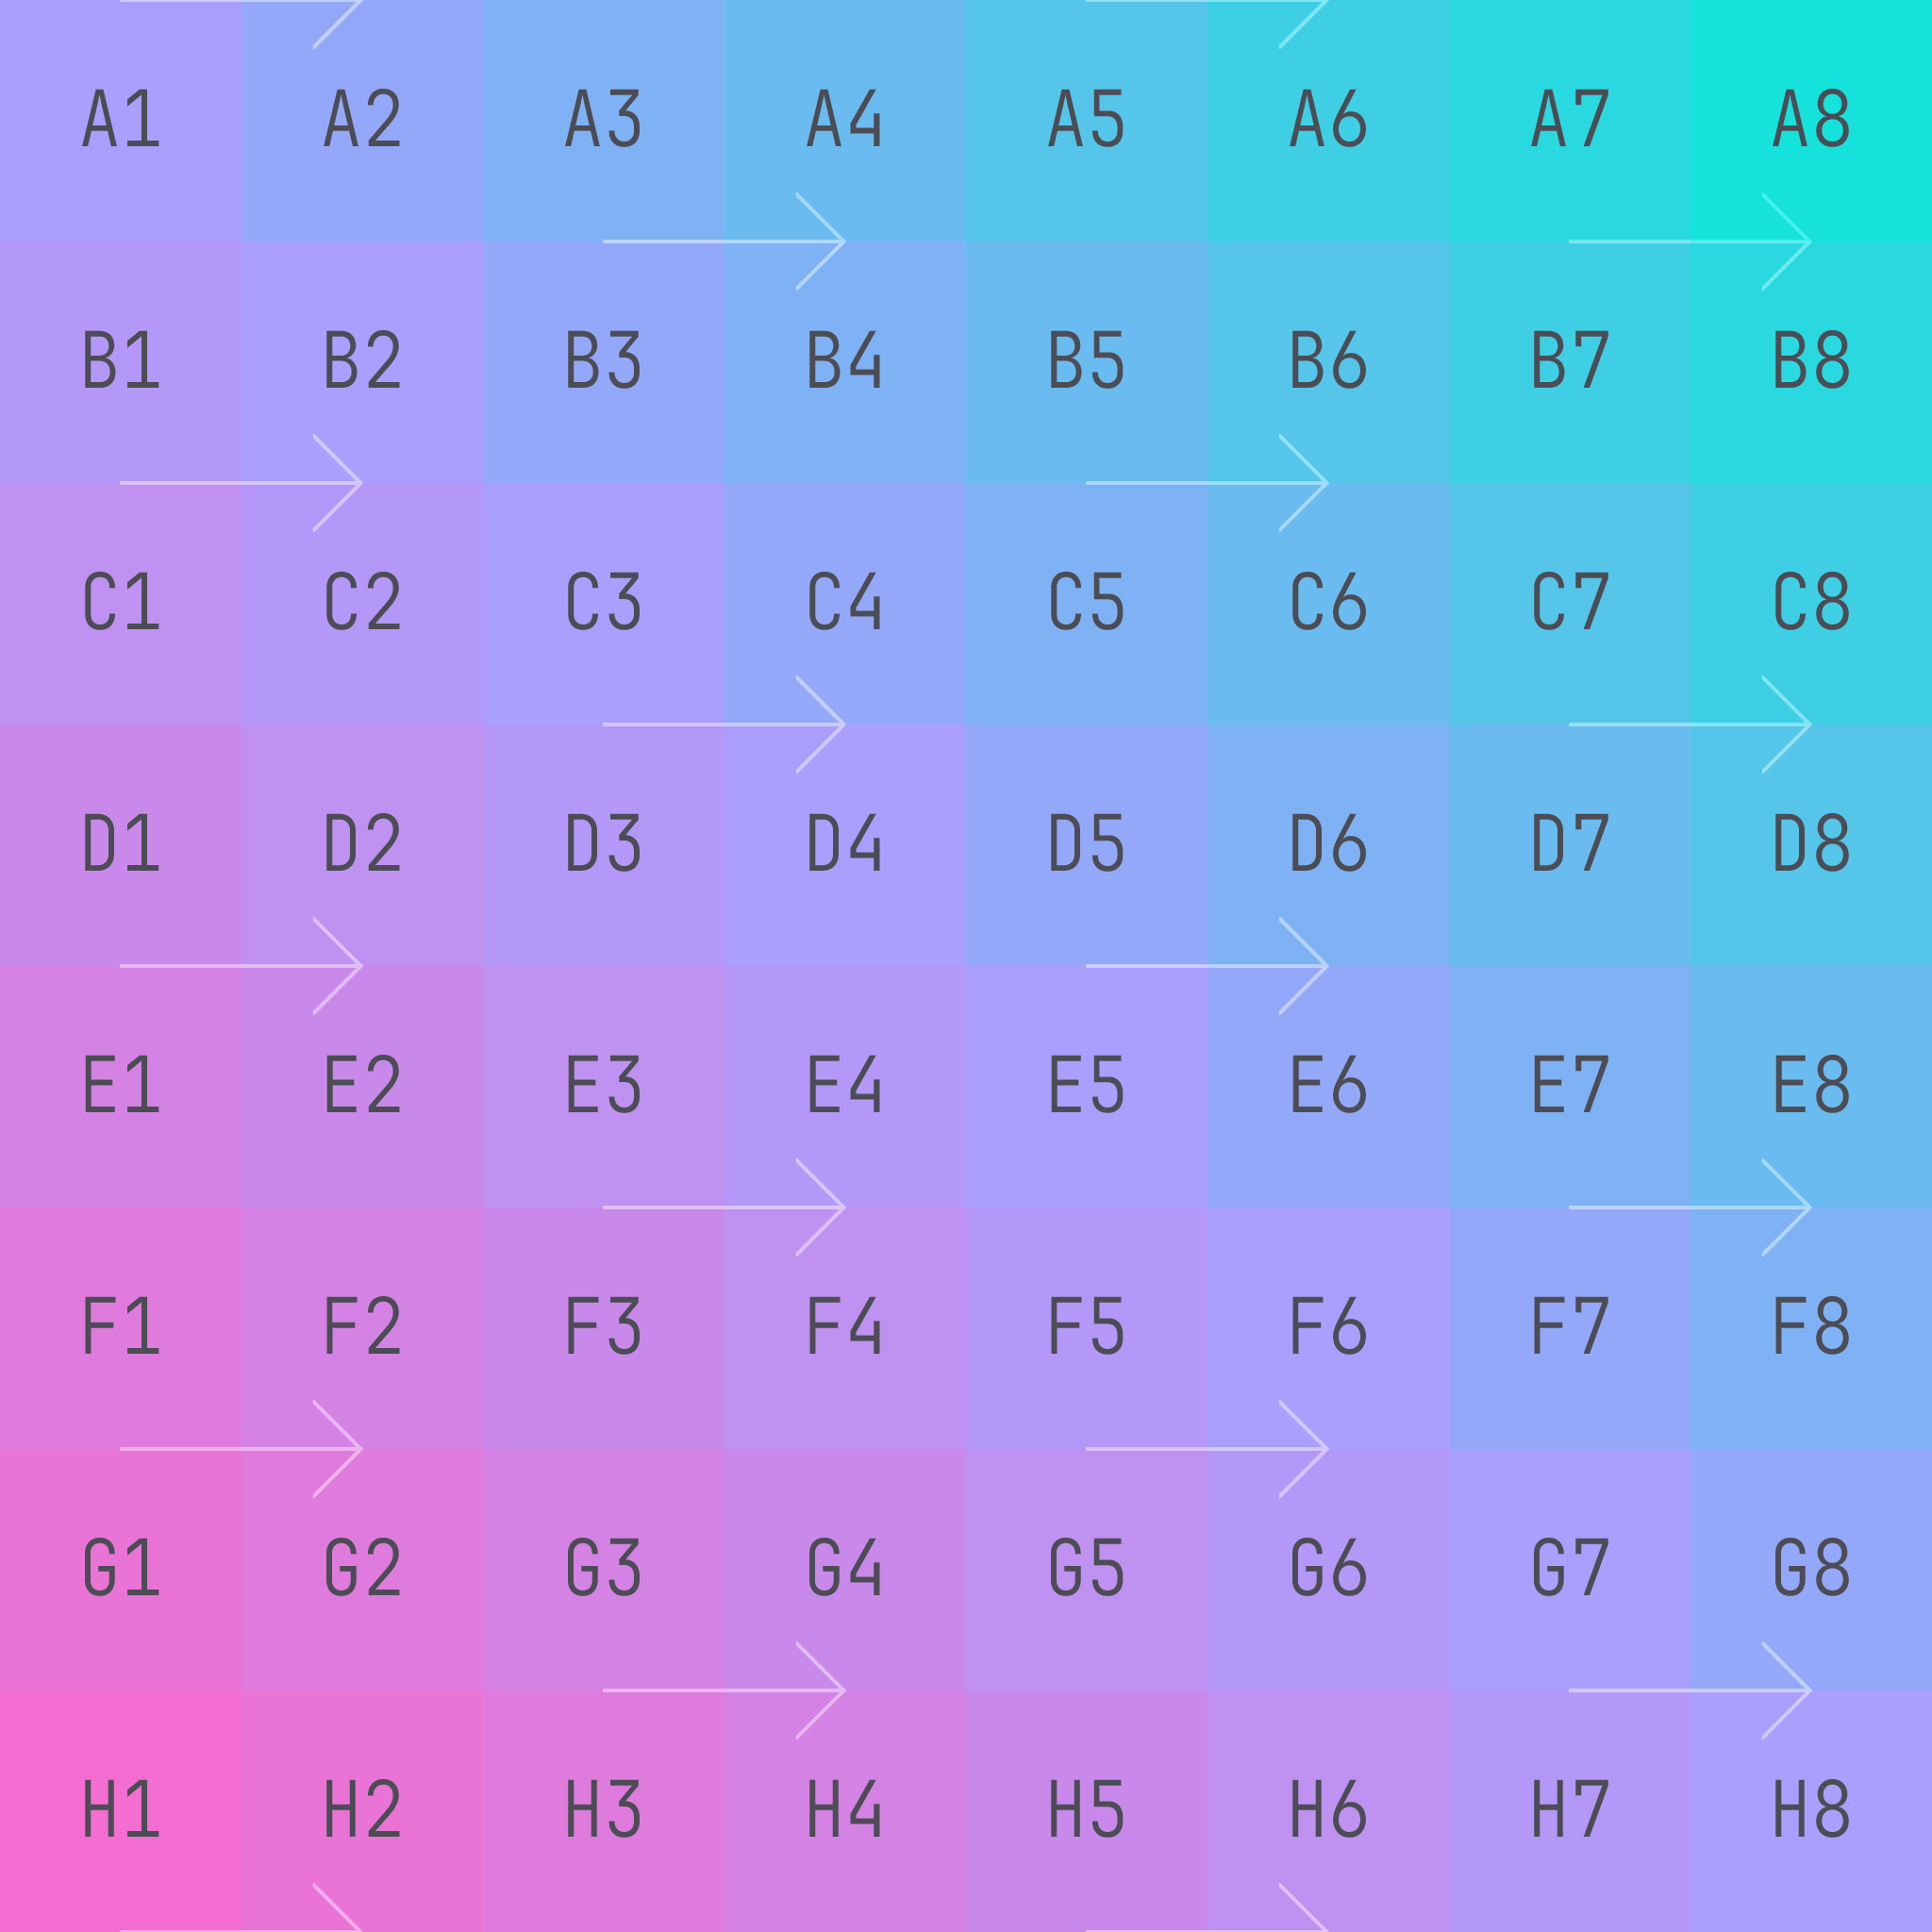 A1 A2 A3 A4 A5 A6 A7 A8
B1 B2 B3 B4 B5 B6 B7 B8
C1 C2 C3 C4 C5 C6 C7 C8
D1 D2 D3 D4 D5 D6 D7 D8
E1 E2 E3 E4 E5 E6 E7 E8
F1 F2 F3 F4 F5 F6 F7 F8
G1 G2 G3 G4 G5 G6 G7 G8
H1 H2 H3 H4 H5 H6 H7 H8